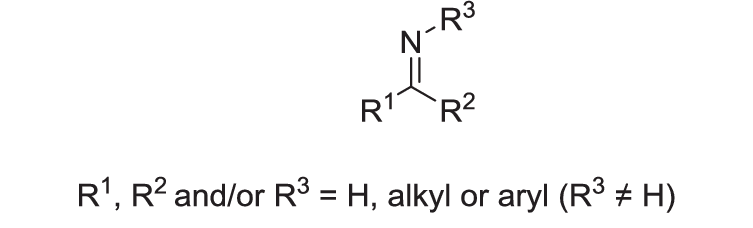 R³
N
R¹ R²
R¹, R² and/or R³ = H, alkyl or aryl (R³ ≠ H)